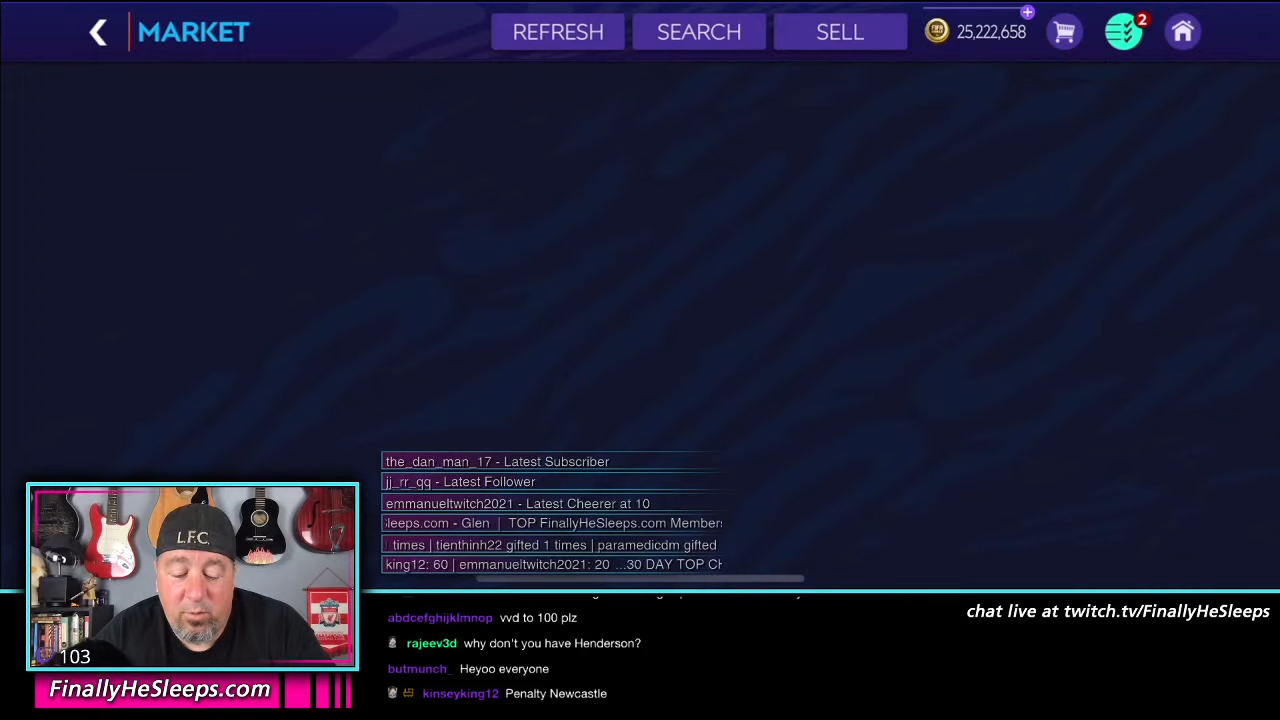 MARKET
REFRESH
SEARCH
SELL
25,222,658
2
the_dan_man_17 - Latest Subscriber
jj_rr_qq - Latest Follower
emmanueltwitch2021 - Latest Cheerer at 10
Sleeps.com - Glen | TOP FinallyHeSleeps.com Members
times | tienthinh22 gifted 1 times | paramedicdm gifted
king12: 60 | emmanueltwitch2021: 20 ...30 DAY TOP CH
L.F.C.
103
FinallyHeSleeps.com
chat live at twitch.tv/FinallyHeSleeps
abdcefghijklmnop vvd to 100 plz
rajeev3d why don't you have Henderson?
butmunch_ Heyoo everyone
kinseyking12 Penalty Newcastle